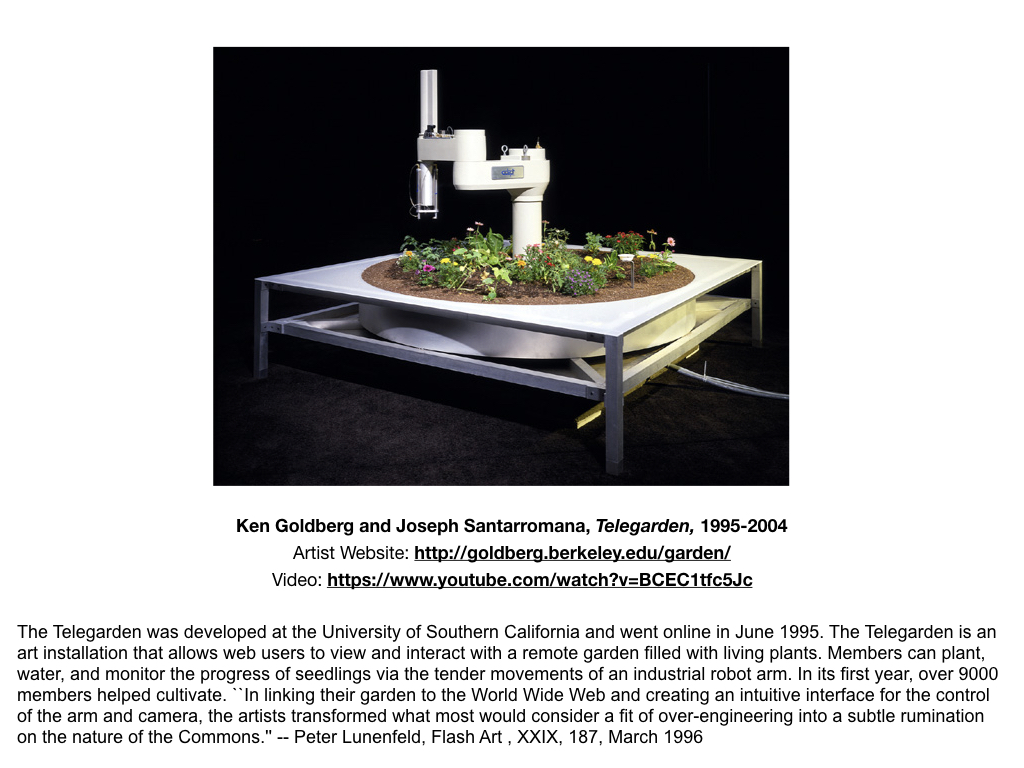 Ken Goldberg and Joseph Santarromana, Telegarden, 1995-2004
Artist Website: http://goldberg.berkeley.edu/garden/
Video: https://www.youtube.com/watch?v=BCEC1tfc5Jc
The Telegarden was developed at the University of Southern California and went online in June 1995. The Telegarden is an
art installation that allows web users to view and interact with a remote garden filled with living plants. Members can plant,
water, and monitor the progress of seedlings via the tender movements of an industrial robot arm. In its first year, over 9000
members helped cultivate. ``In linking their garden to the World Wide Web and creating an intuitive interface for the control
of the arm and camera, the artists transformed what most would consider a fit of over-engineering into a subtle rumination
on the nature of the Commons.'' -- Peter Lunenfeld, Flash Art , XXIX, 187, March 1996